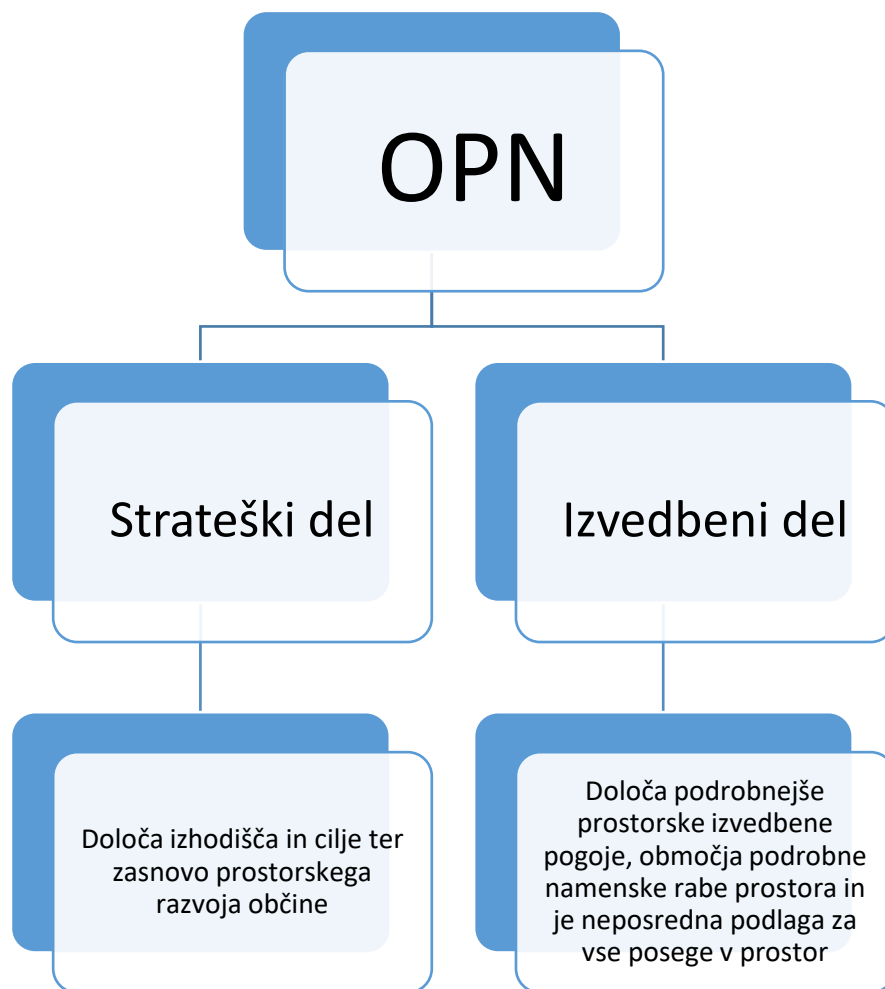 OPN
Strateški del
Izvedbeni del
Določa izhodišča in cilje ter
zasnovo prostorskega
razvoja občine
Določa podrobnejše
prostorske izvedbene
pogoje, območja podrobne
namenske rabe prostora in
je neposredna podlaga za
vse posege v prostor